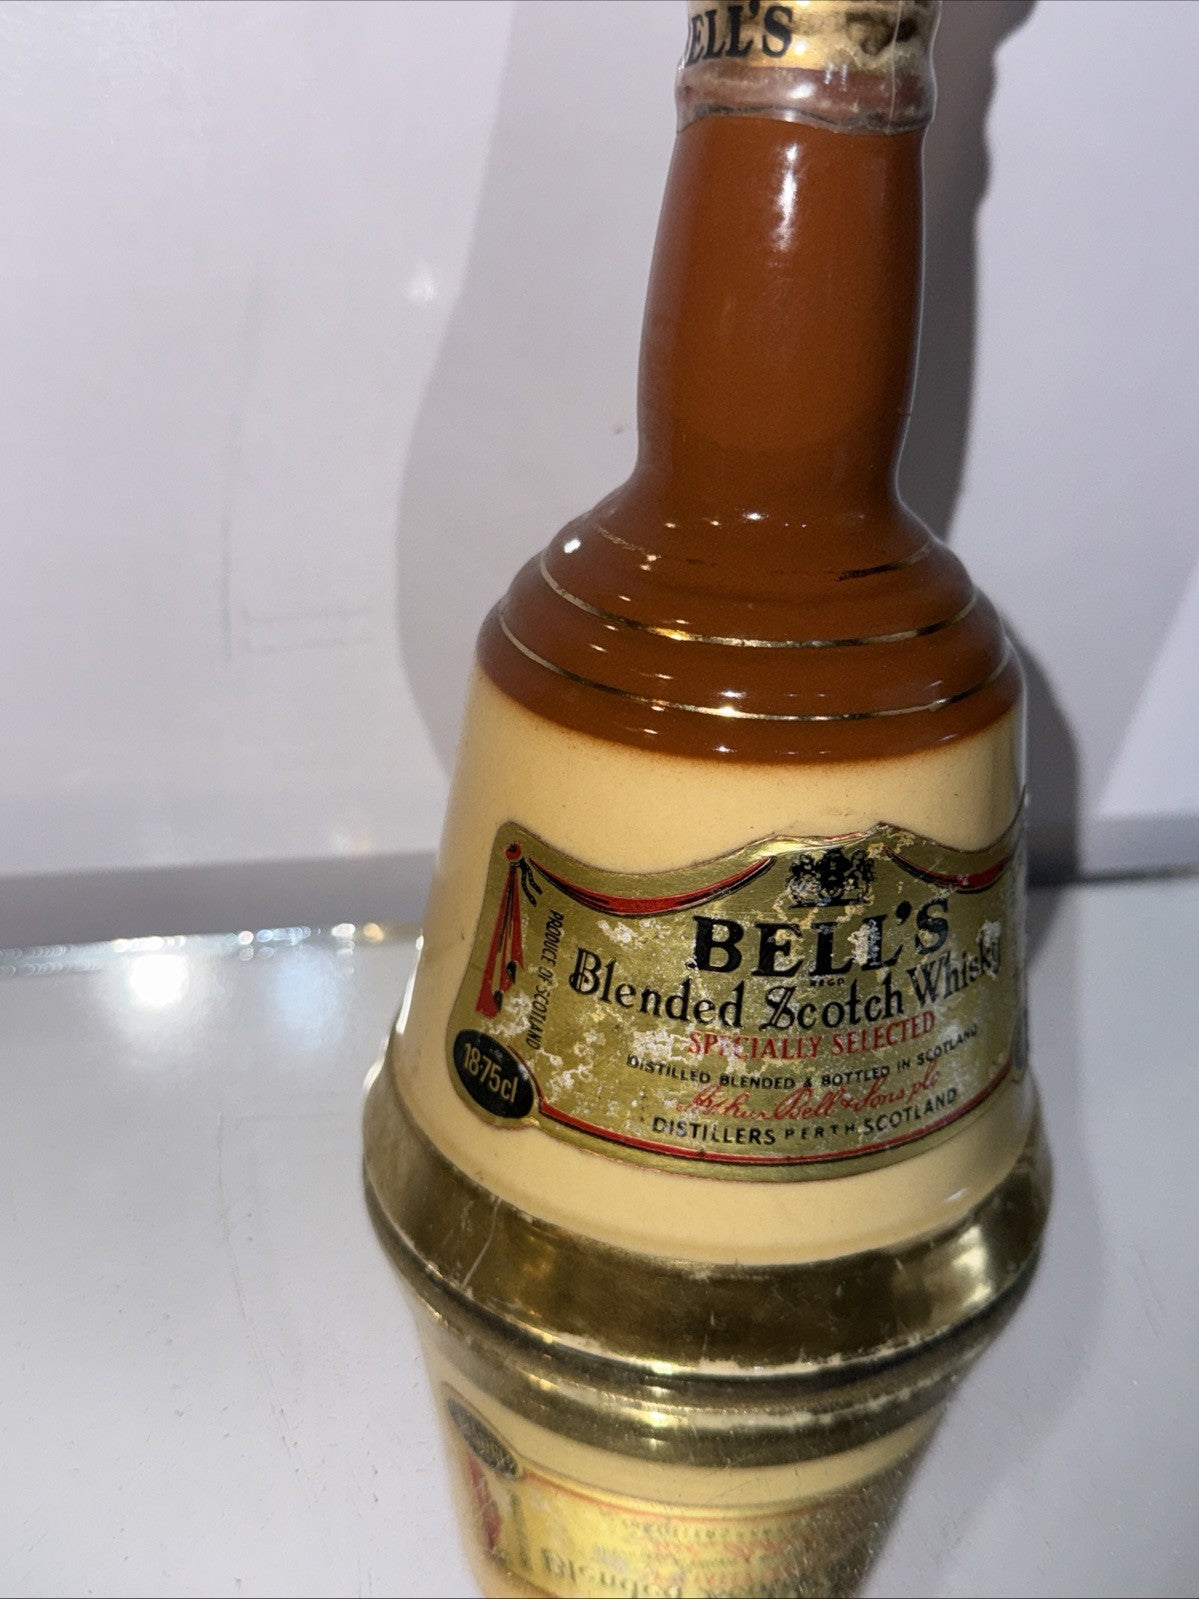 BELL'S
BELL'S
REGD
Blended Scotch Whisky
SPECIALLY SELECTED
DISTILLED BLENDED & BOTTLED IN SCOTLAND
Arthur Bell & Sons plc
DISTILLERS PERTH SCOTLAND
PRODUCE OF SCOTLAND
18·75cl
Blended